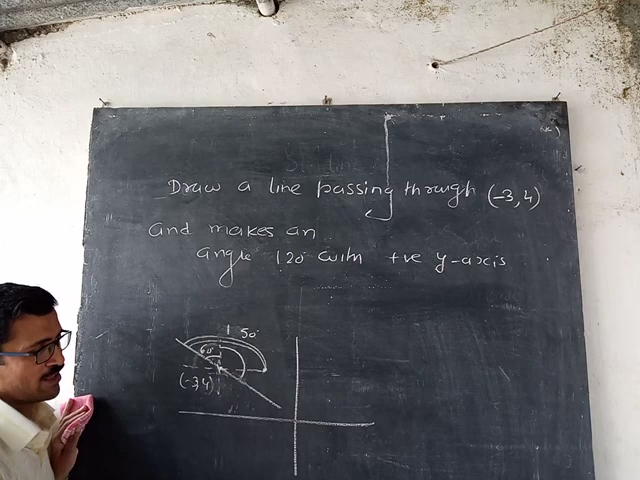 Draw a line passing through (-3,4)
and makes an
angle 120° with +ve y-axis
150°
60°
(-3,4)